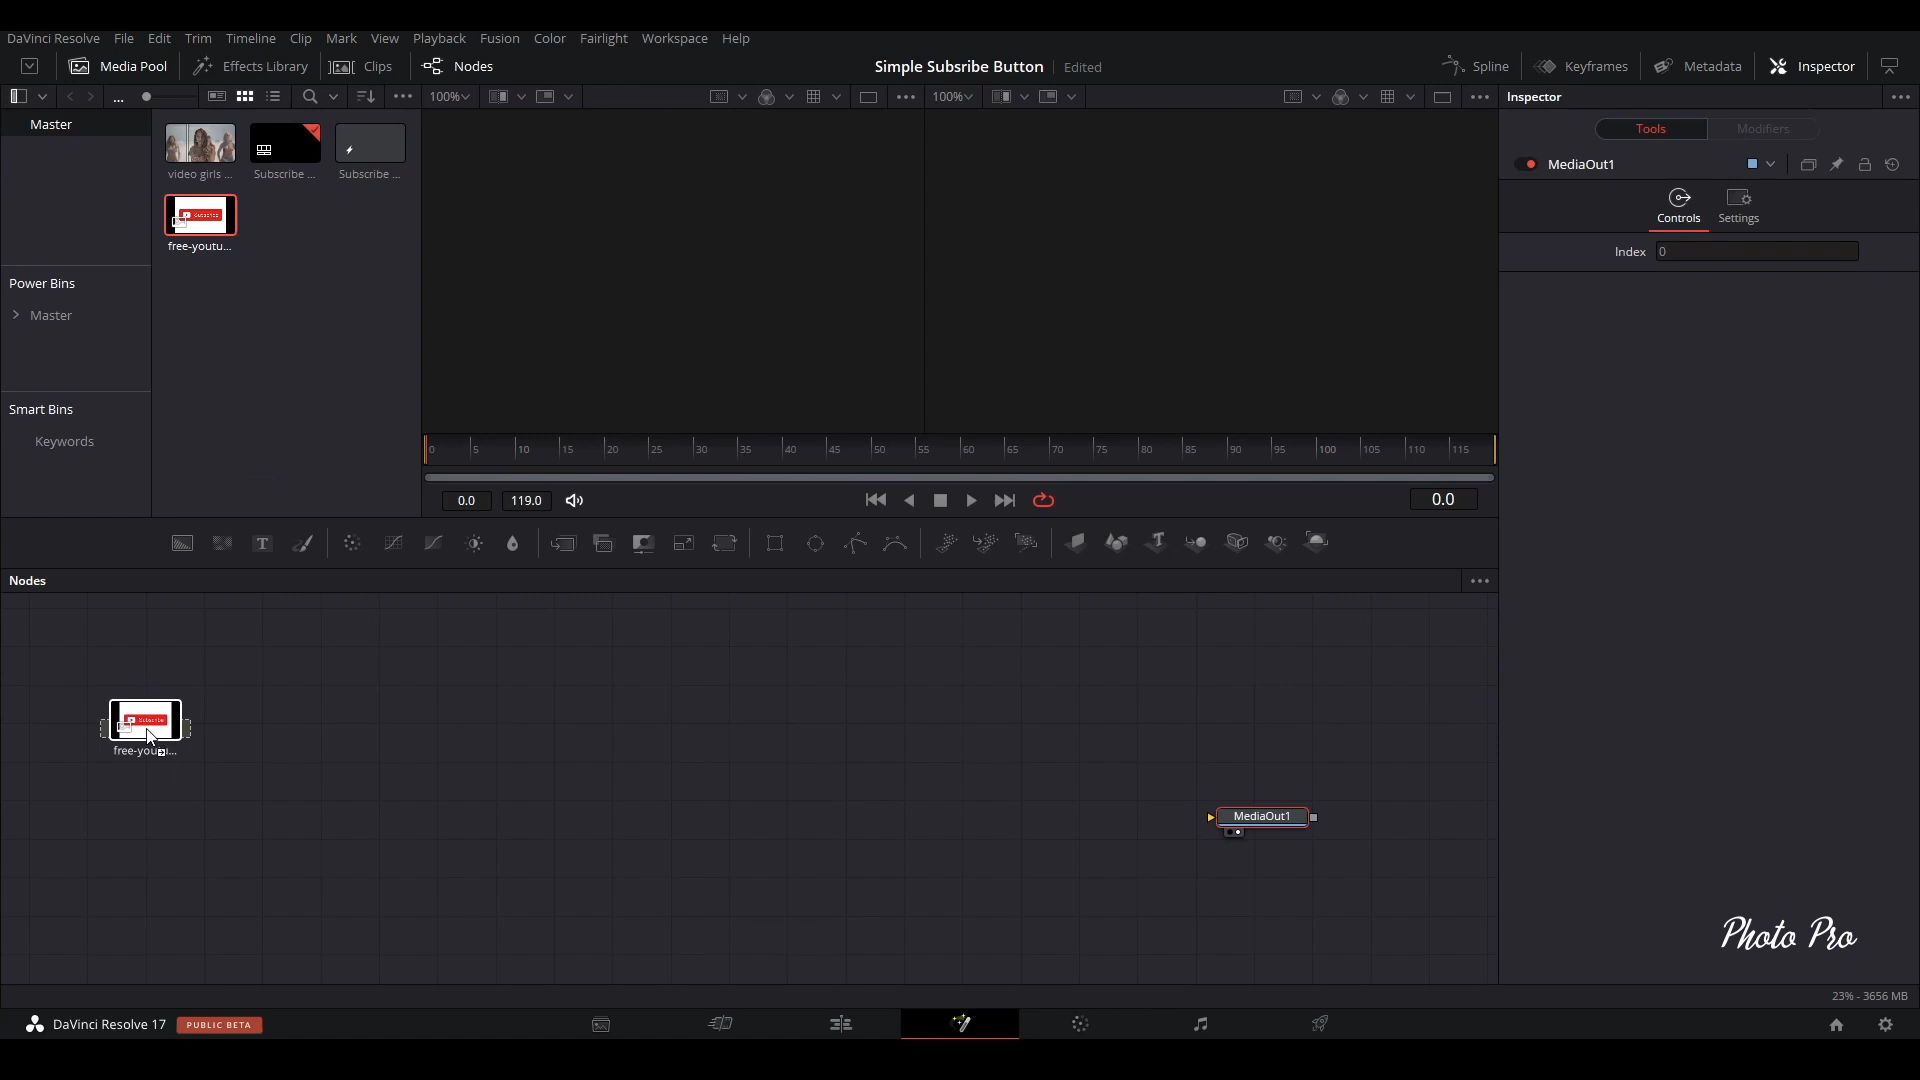 DaVinci Resolve File Edit Trim Timeline Clip Mark View Playback Fusion Color Fairlight Workspace Help
Media Pool Effects Library Clips Nodes Simple Subsribe Button Edited Spline Keyframes Metadata Inspector
... 100% ... 100% ... Inspector ...
Master
Tools Modifiers
video girls ... Subscribe ... Subscribe ...
MediaOut1
Subscribe
free-youtu...
Controls Settings
Index 0
Power Bins
Master
Smart Bins
Keywords
0 5 10 15 20 25 30 35 40 45 50 55 60 65 70 75 80 85 90 95 100 105 110 115
0.0 119.0 0.0
T T
Nodes
Subscribe
MediaOut1
Photo Pro
23% - 3656 MB
DaVinci Resolve 17 PUBLIC BETA